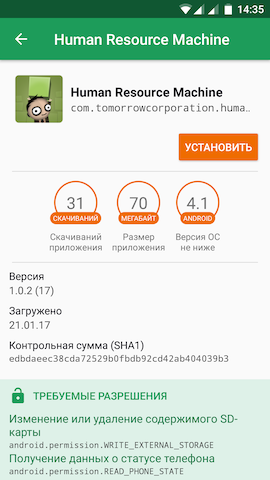 14:35
Human Resource Machine
Human Resource Machine
com.tomorrowcorporation.huma…
УСТАНОВИТЬ
31
СКАЧИВАНИЙ
Скачиваний
приложения
70
МЕГАБАЙТ
Размер
приложения
4.1
ANDROID
Версия ОС
не ниже
Версия
1.0.2 (17)
Загружено
21.01.17
Контрольная сумма (SHA1)
edbdaeec38cda72529b0fbdb92cd42ab404039b3
ТРЕБУЕМЫЕ РАЗРЕШЕНИЯ
Изменение или удаление содержимого SD-
карты
android.permission.WRITE_EXTERNAL_STORAGE
Получение данных о статусе телефона
android.permission.READ_PHONE_STATE